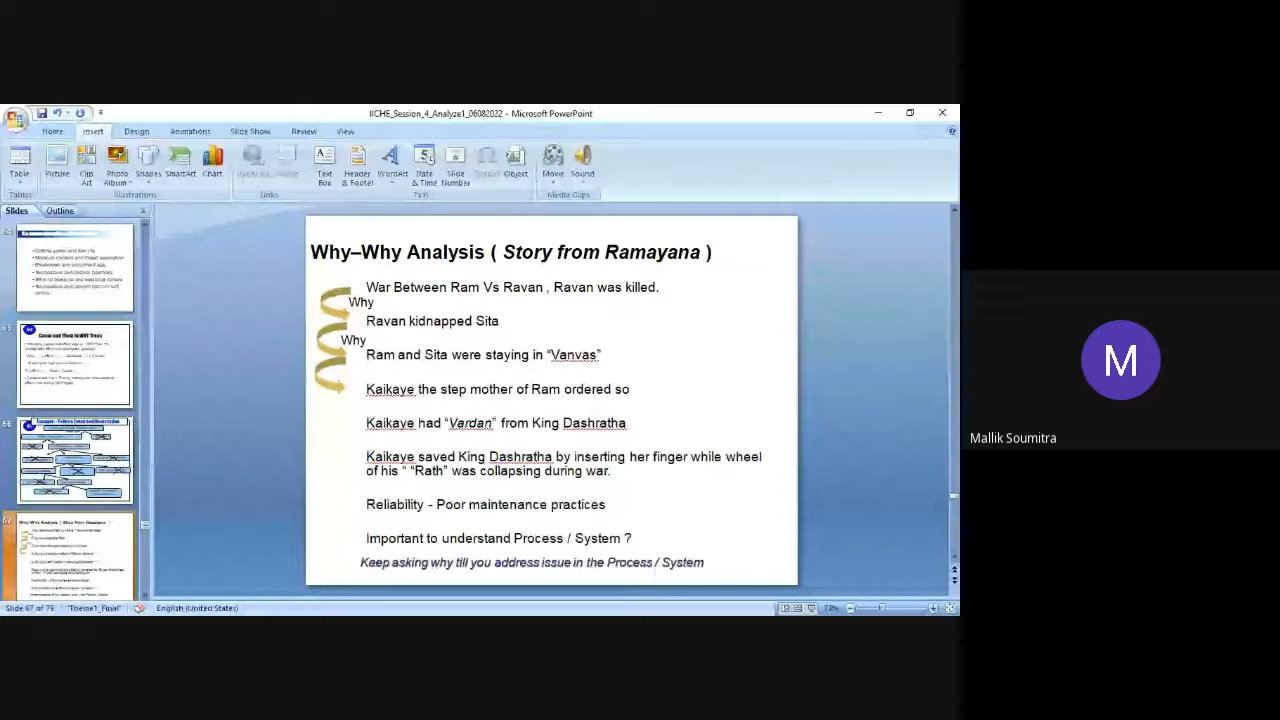 IICHE_Session_4_Analyze1_06082022 - Microsoft PowerPoint
Home Insert Design Animations Slide Show Review View
Table Picture Clip Art Photo Album Shapes SmartArt Chart Text Box Header & Footer WordArt Date & Time Slide Number Object Movie Sound
Tables Illustrations Links Text Media Clips
Slides Outline
Why–Why Analysis ( Story from Ramayana )
War Between Ram Vs Ravan , Ravan was killed.
Why
Ravan kidnapped Sita
Why
Ram and Sita were staying in “Vanvas”
Kaikaye the step mother of Ram ordered so
Kaikaye had “Vardan” from King Dashratha
Kaikaye saved King Dashratha by inserting her finger while wheel
of his “ “Rath” was collapsing during war.
Reliability - Poor maintenance practices
Important to understand Process / System ?
Keep asking why till you address issue in the Process / System
65
66
67
Slide 67 of 79 "Theme1_Final" English (United States) 73%
M
Mallik Soumitra